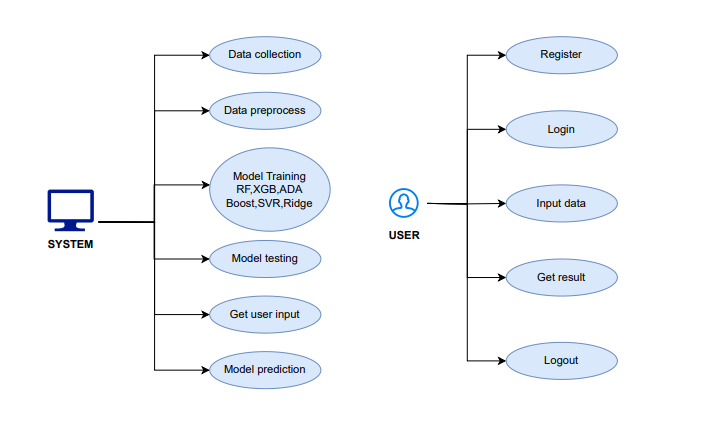 Data collection
Data preprocess
Model Training
RF,XGB,ADA
Boost,SVR,Ridge
SYSTEM
Model testing
Get user input
Model prediction
Register
Login
Input data
USER
Get result
Logout